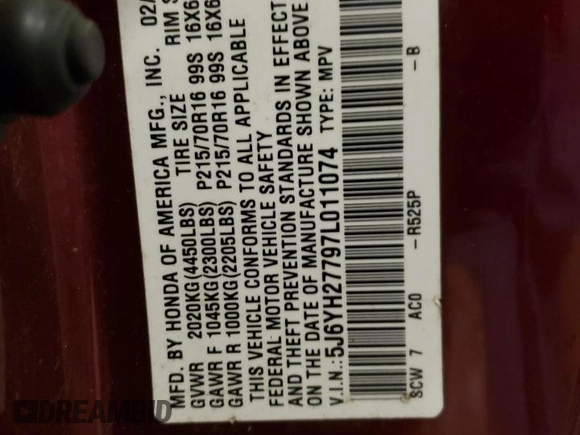 MFD. BY HONDA OF AMERICA MFG., INC. 02/
GVWR 2020KG(4450LBS) TIRE SIZE RIM S
GAWR F 1045KG(2300LBS) P215/70R16 99S 16X6
GAWR R 1000KG(2205LBS) P215/70R16 99S 16X6
THIS VEHICLE CONFORMS TO ALL APPLICABLE
FEDERAL MOTOR VEHICLE SAFETY
AND THEFT PREVENTION STANDARDS IN EFFECT
ON THE DATE OF MANUFACTURE SHOWN ABOVE
V.I.N.:5J6YH27797L011074 TYPE: MPV
SCW 7 AC0 -R525P -B
DREAMBID